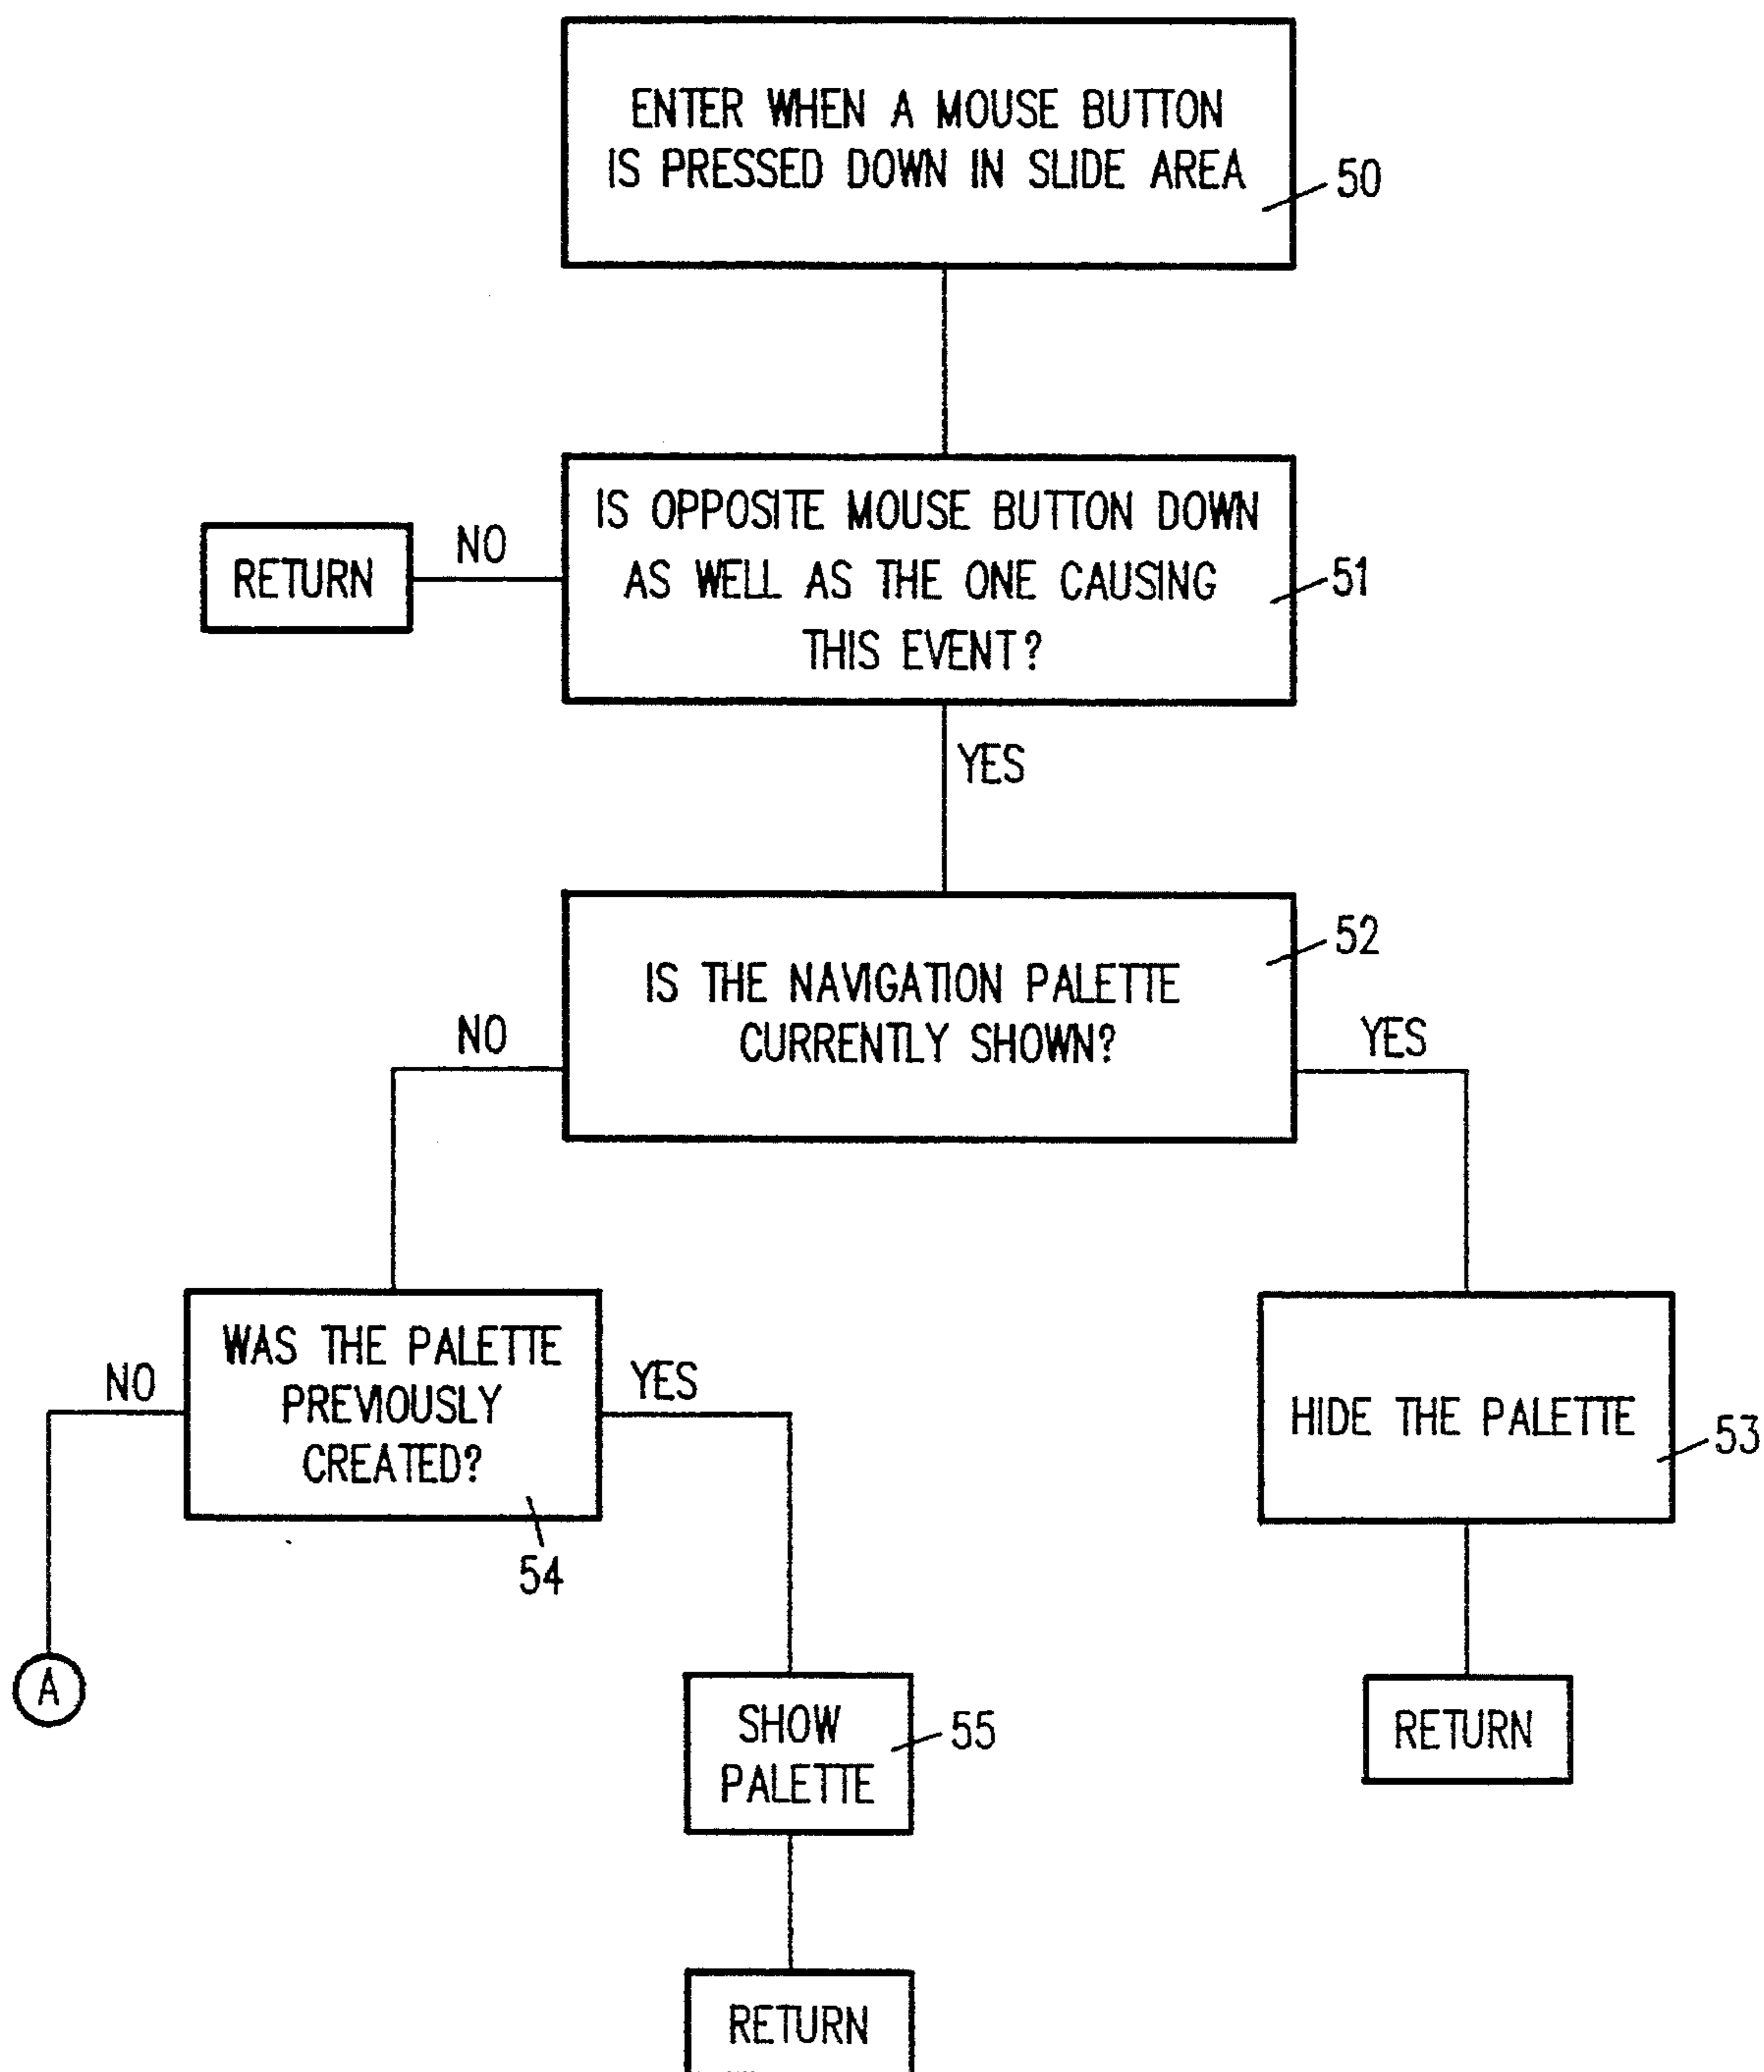 ENTER WHEN A MOUSE BUTTON
IS PRESSED DOWN IN SLIDE AREA
50
IS OPPOSITE MOUSE BUTTON DOWN
AS WELL AS THE ONE CAUSING
THIS EVENT?
51
NO
RETURN
YES
IS THE NAVIGATION PALETTE
CURRENTLY SHOWN?
52
NO
YES
WAS THE PALETTE
PREVIOUSLY
CREATED?
54
NO
YES
HIDE THE PALETTE
53
A
SHOW
PALETTE
55
RETURN
RETURN